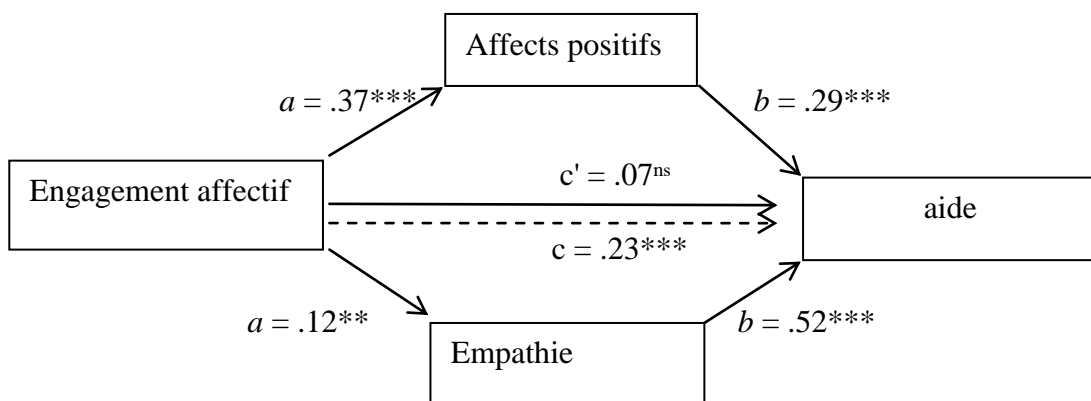 Affects positifs
a = .37***
b = .29***
Engagement affectif
c' = .07ns
aide
c = .23***
a = .12**
b = .52***
Empathie